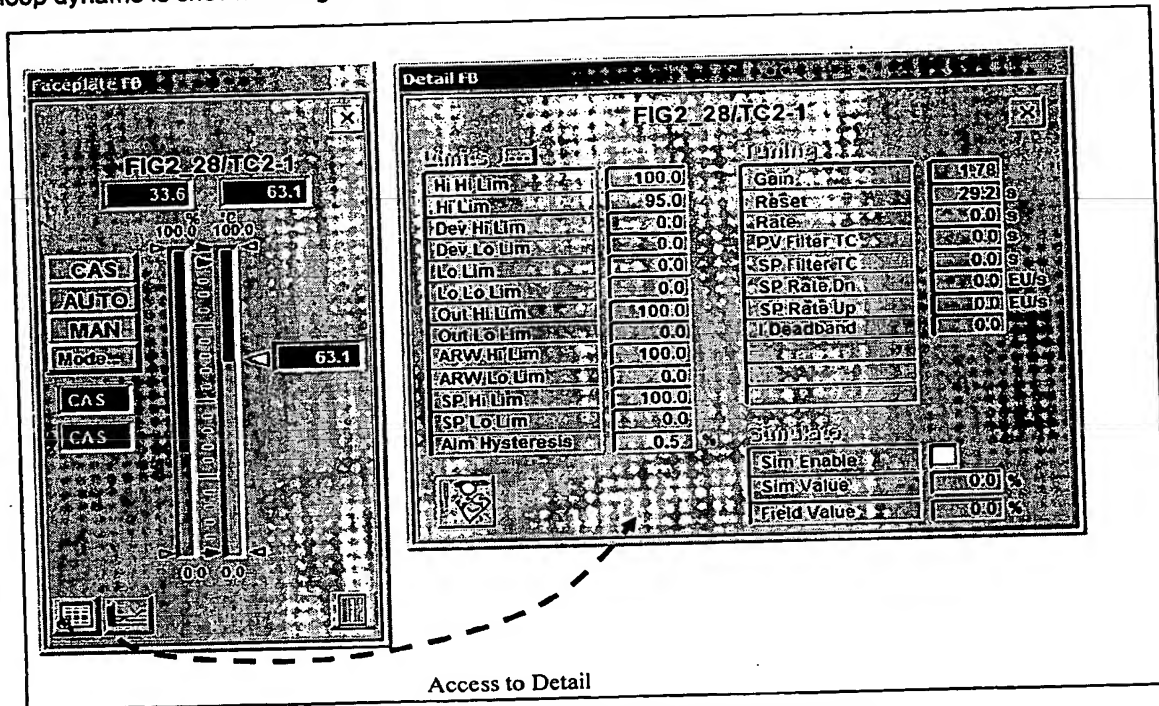 Faceplate FB
FIG2_28/TC2-1
33.6 63.1
% °C
100.0 100.0
CAS
AUTO
MAN
Mode...
63.1
CAS
CAS
0.0 0.0
Detail FB
FIG2_28/TC2-1
Limits
Hi Hi Lim 100.0
Hi Lim 95.0
Dev Hi Lim 0.0
Dev Lo Lim 0.0
Lo Lim 0.0
Lo Lo Lim 0.0
Out Hi Lim 100.0
Out Lo Lim 0.0
ARW Hi Lim 100.0
ARW Lo Lim 0.0
SP Hi Lim 100.0
SP Lo Lim 0.0
Alm Hysteresis 0.5 %
Tuning
Gain 1.78
Reset 29.2 s
Rate 0.0 s
PV Filter TC 0.0 s
SP Filter TC 0.0 s
SP Rate Dn 0.0 EU/s
SP Rate Up 0.0 EU/s
I Deadband 0.0
Simulate
Sim Enable
Sim Value 0.0 %
Field Value 0.0 %
Access to Detail